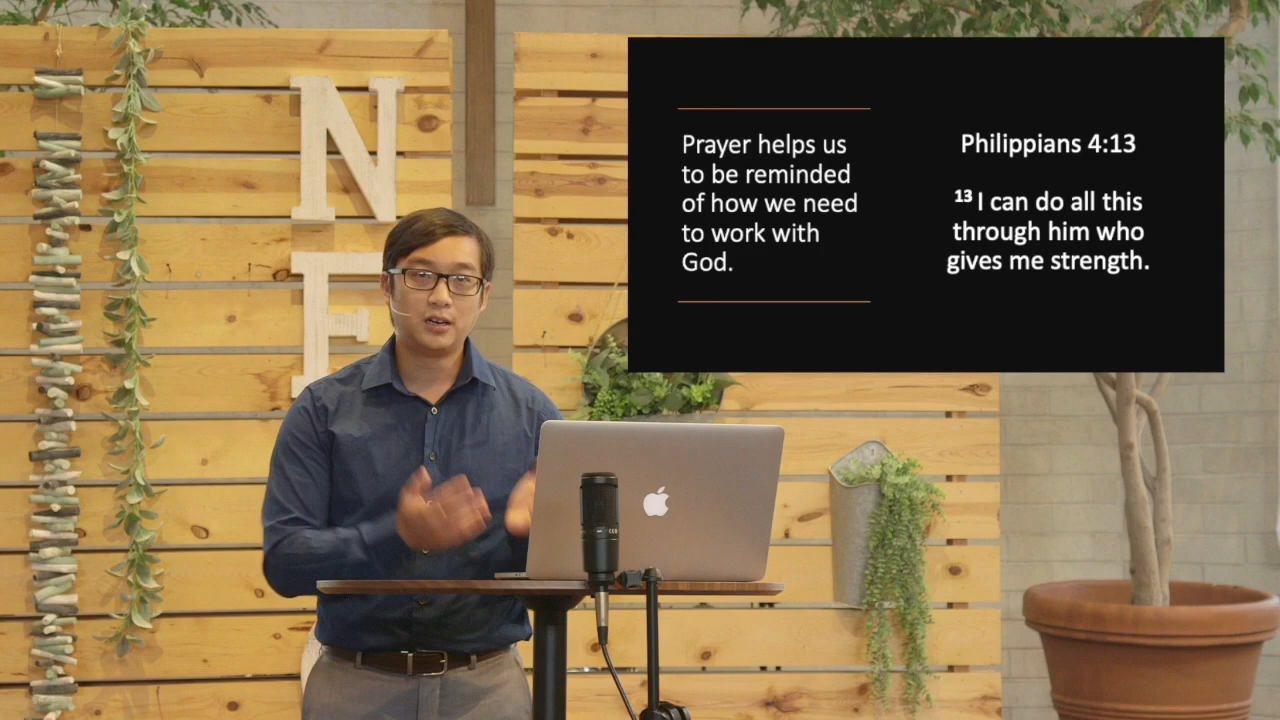 N
E
Prayer helps us
to be reminded
of how we need
to work with
God.
Philippians 4:13
13 I can do all this
through him who
gives me strength.